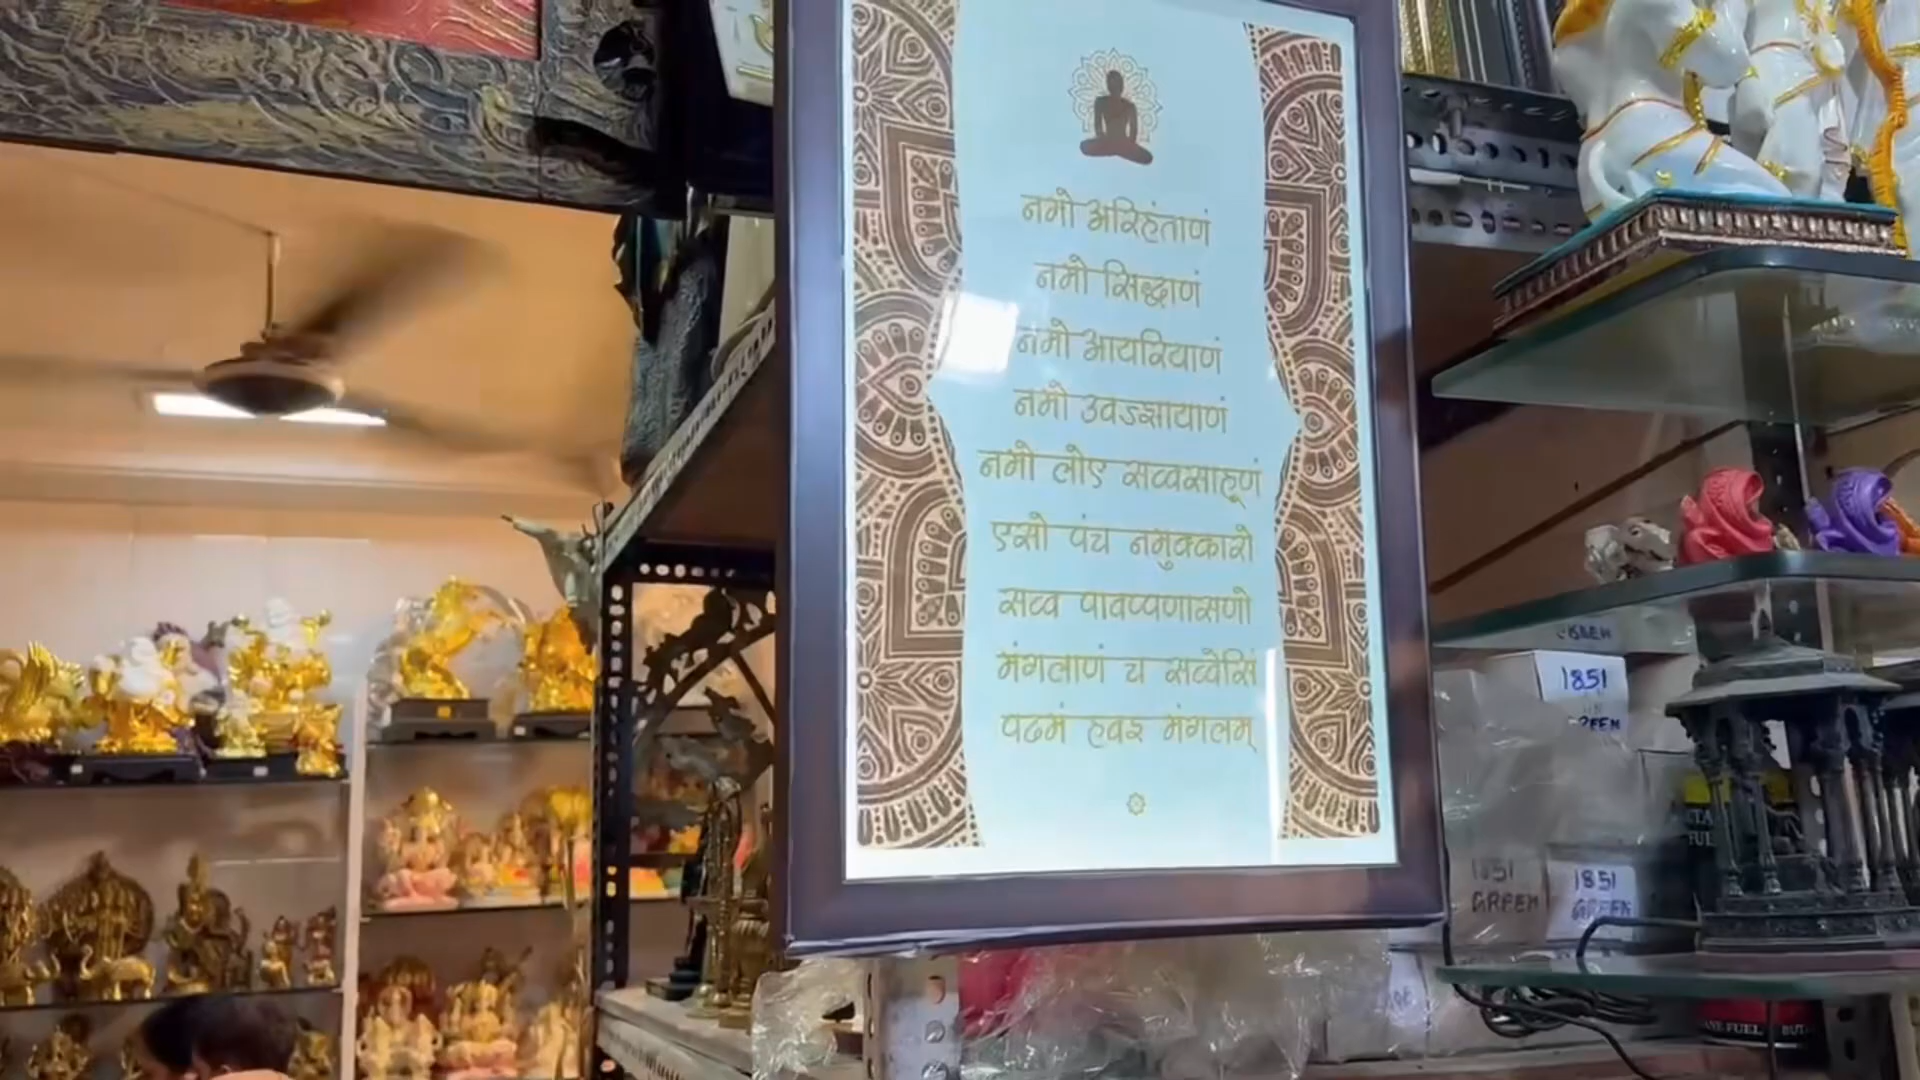 नमो अरिहंताणं
नमो सिद्धाणं
नमो आयरियाणं
नमो उवज्झायाणं
नमो लोए सव्वसाहूणं
एसो पंच नमुक्कारो
सव्व पावप्पणासणो
मंगलाणं च सव्वेसिं
पढमं हवइ मंगलम्
1851
GREEN
1851
GREEN
1851
GREEN